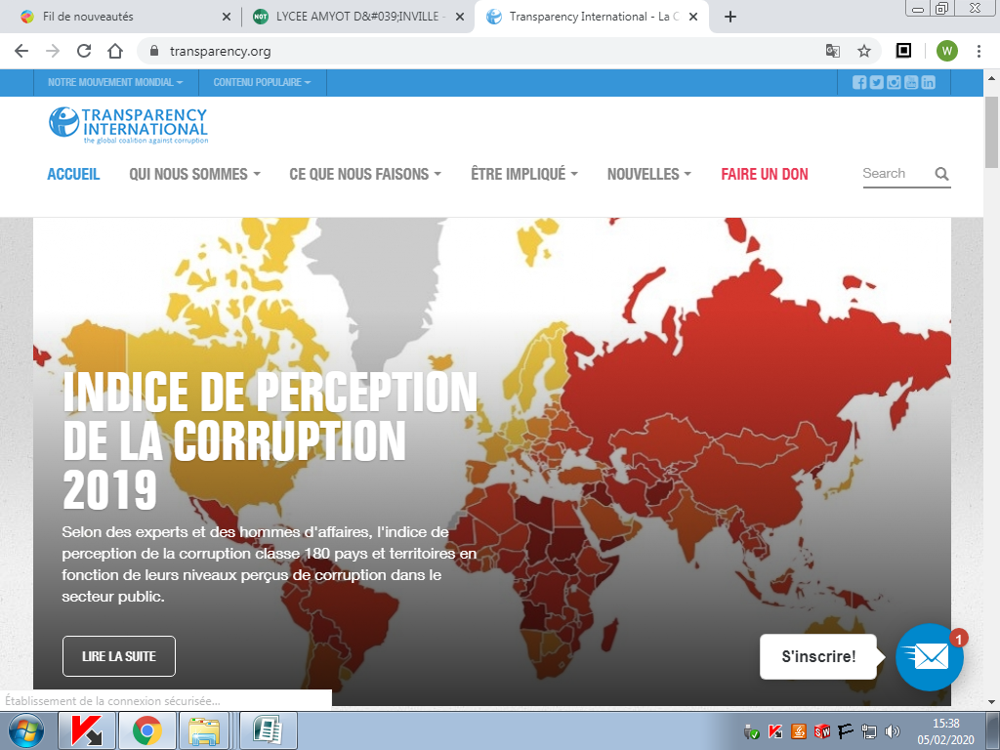 Fil de nouveautés
NOT
LYCEE AMYOT D&#039;INVILLE -
Transparency International - La C
transparency.org
W
NOTRE MOUVEMENT MONDIAL
CONTENU POPULAIRE
TRANSPARENCY
INTERNATIONAL
the global coalition against corruption
ACCUEIL
QUI NOUS SOMMES
CE QUE NOUS FAISONS
ÊTRE IMPLIQUÉ
NOUVELLES
FAIRE UN DON
Search
INDICE DE PERCEPTION
DE LA CORRUPTION
2019
Selon des experts et des hommes d'affaires, l'indice de
perception de la corruption classe 180 pays et territoires en
fonction de leurs niveaux perçus de corruption dans le
secteur public.
LIRE LA SUITE
S'inscrire!
1
Établissement de la connexion sécurisée...
15:38
05/02/2020